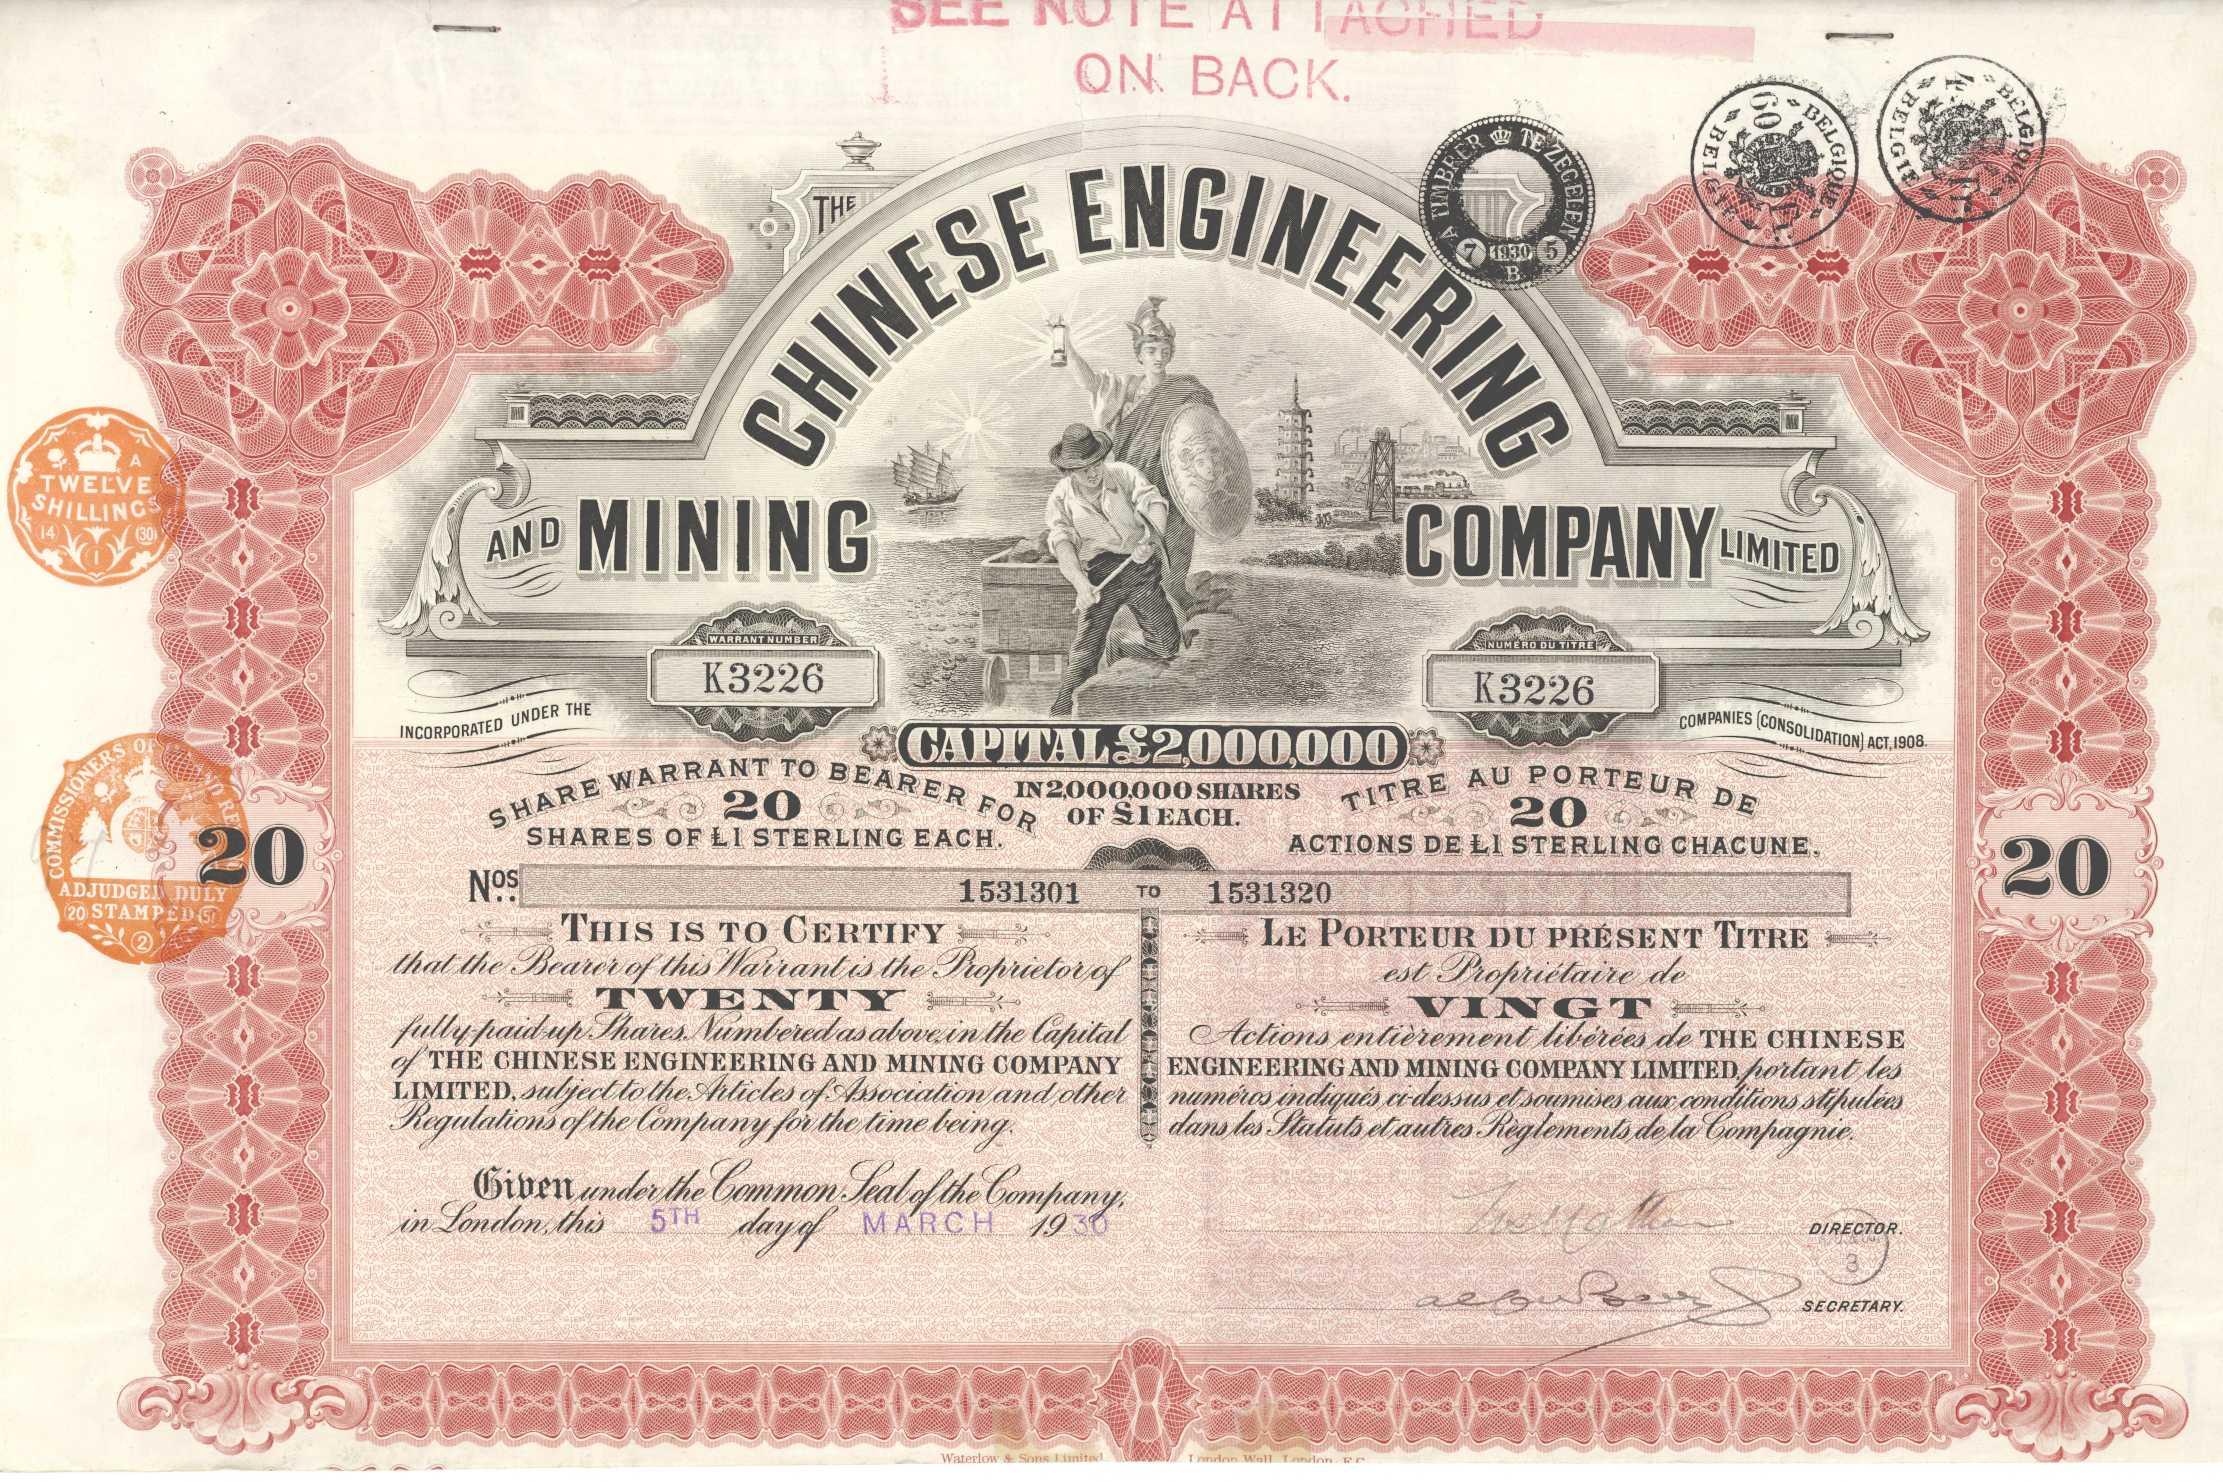 SEE NOTE ATTACHED
ON BACK.
THE
CHINESE ENGINEERING
AND MINING COMPANY LIMITED
A TIMBRER TE ZEGELEN
7 1930 5
B
60 BELGIQUE BELGIË
BELGIQUE BELGIË
A
TWELVE
SHILLINGS
14 30
1
WARRANT NUMBER
K3226
NUMÉRO DU TITRE
K3226
INCORPORATED UNDER THE COMPANIES (CONSOLIDATION) ACT, 1908.
CAPITAL £2,000,000
IN 2,000,000 SHARES
OF £1 EACH.
SHARE WARRANT TO BEARER FOR
20
SHARES OF £1 STERLING EACH.
TITRE AU PORTEUR DE
20
ACTIONS DE £1 STERLING CHACUNE.
COMMISSIONERS OF
ADJUDGED DULY
STAMPED
20
2
20
20
Nos.: 1531301 TO 1531320
THIS IS TO CERTIFY
that the Bearer of this Warrant is the Proprietor of
TWENTY
fully-paid-up Shares, Numbered as above, in the Capital
of THE CHINESE ENGINEERING AND MINING COMPANY
LIMITED, subject to the Articles of Association and other
Regulations of the Company for the time being.
LE PORTEUR DU PRÉSENT TITRE
est Propriétaire de
VINGT
Actions entièrement libérées de THE CHINESE
ENGINEERING AND MINING COMPANY LIMITED, portant les
numéros indiqués ci-dessus et soumises aux conditions stipulées
dans les Statuts et autres Règlements de la Compagnie.
Given under the Common Seal of the Company,
in London, this 5TH day of MARCH 1930
DIRECTOR.
3
SECRETARY.
Waterlow & Sons Limited, London Wall, London, E.C.